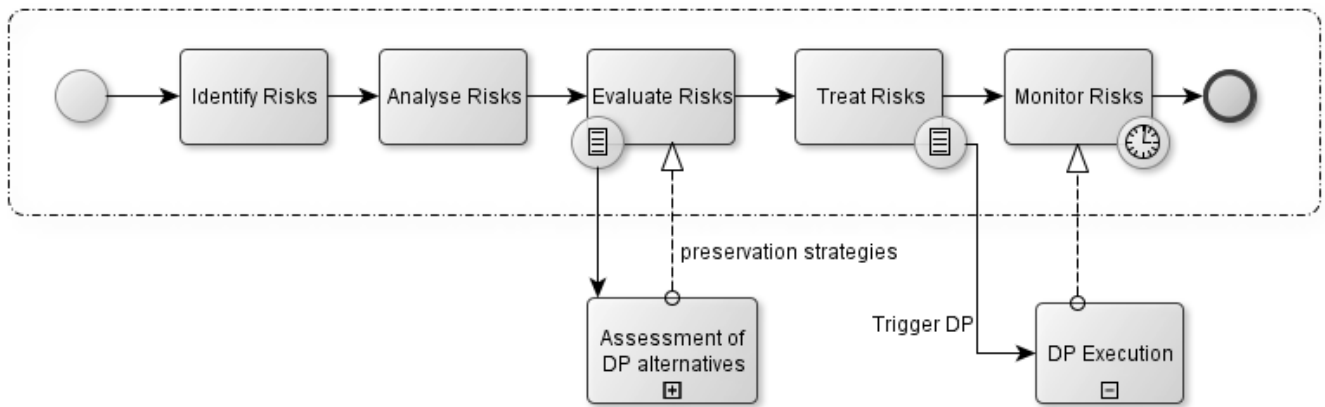 Identify Risks
Analyse Risks
Evaluate Risks
Treat Risks
Monitor Risks
preservation strategies
Trigger DP
Assessment of
DP alternatives
DP Execution